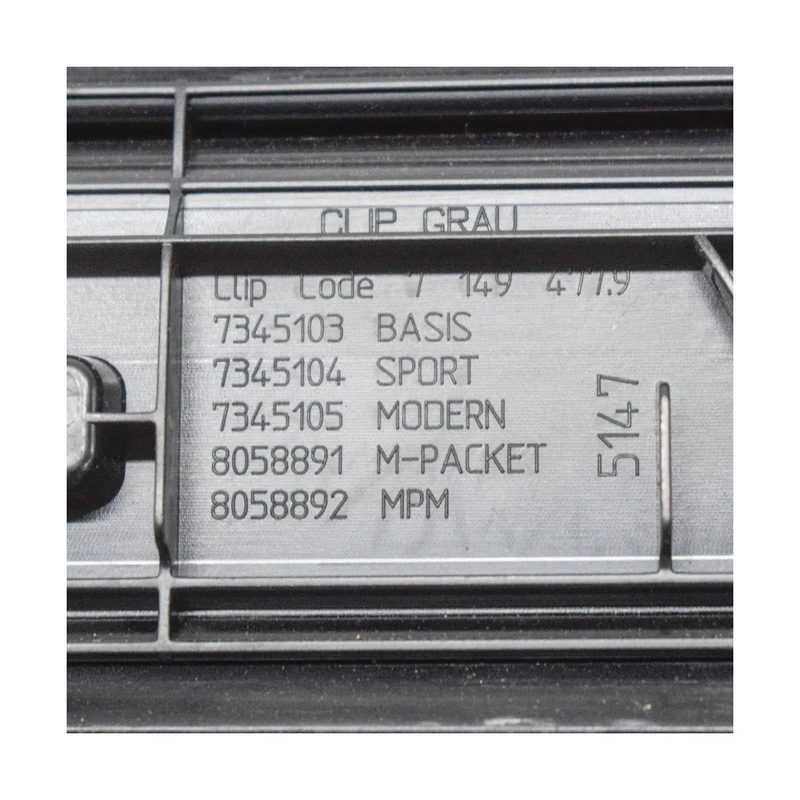 CLIP GRAU
Clip Code 7 149 477.9
7345103 BASIS
7345104 SPORT
7345105 MODERN
8058891 M-PACKET
8058892 MPM
5147